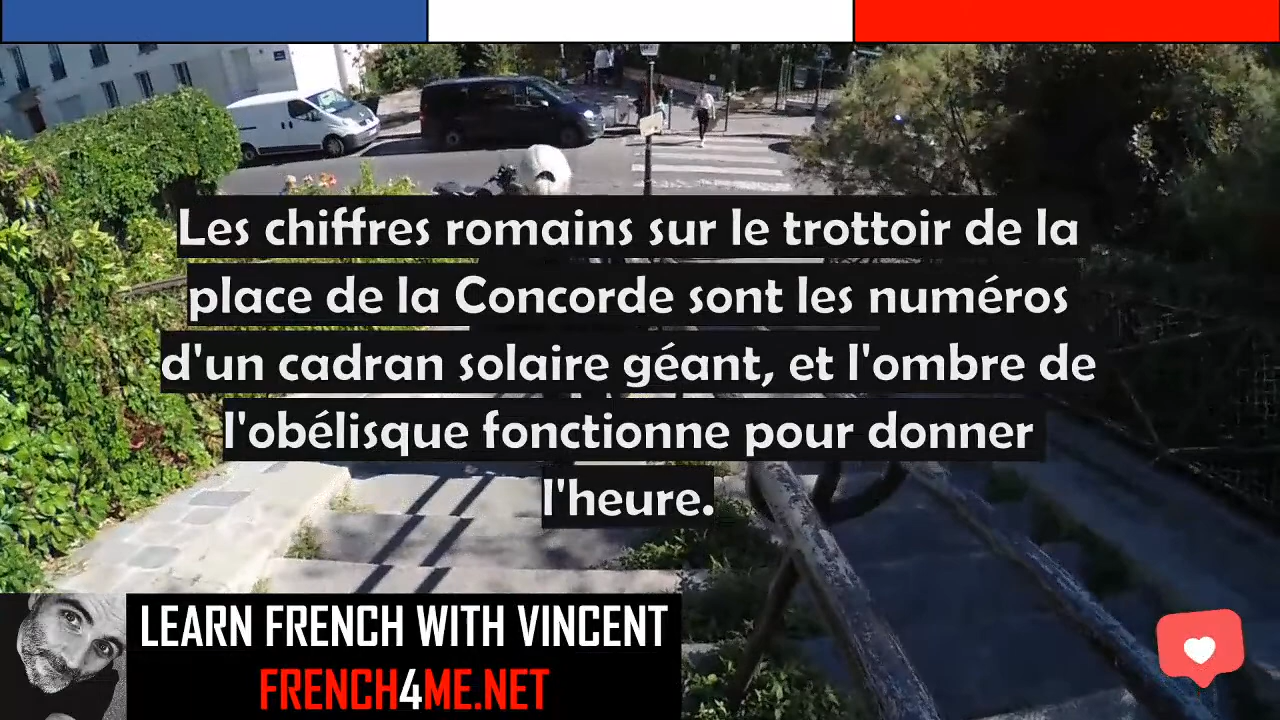 Les chiffres romains sur le trottoir de la
place de la Concorde sont les numéros
d'un cadran solaire géant, et l'ombre de
l'obélisque fonctionne pour donner
l'heure.
LEARN FRENCH WITH VINCENT
FRENCH4ME.NET